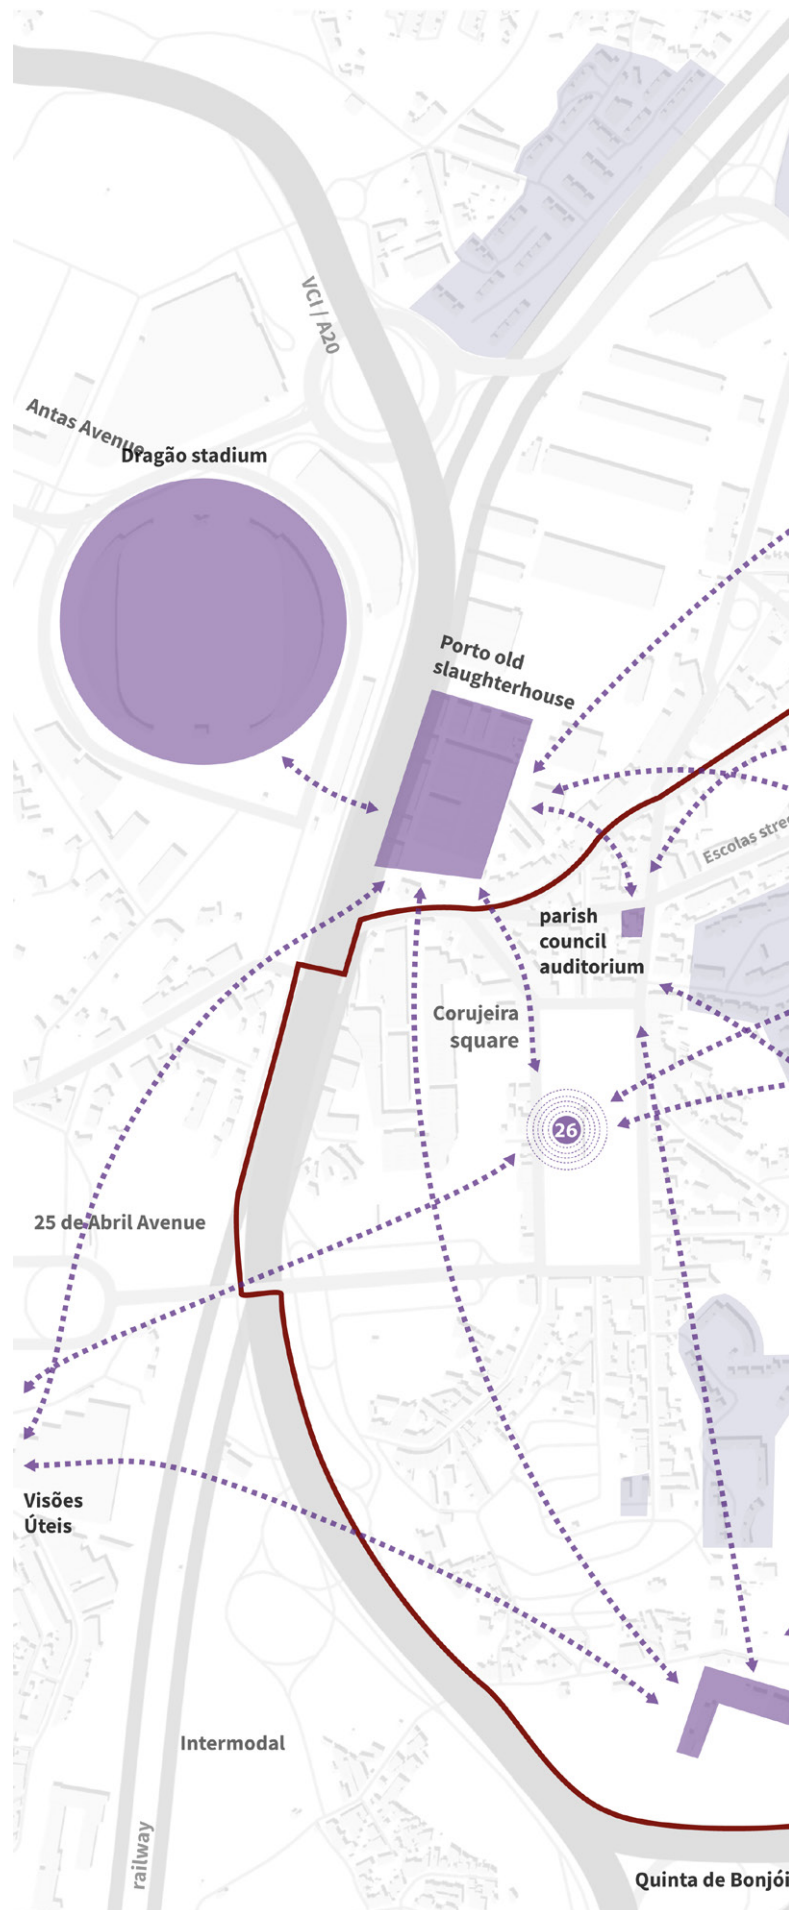 VCI / A20
Antas Avenue
Dragão stadium
Porto old
slaughterhouse
Escolas stre
parish
council
auditorium
Corujeira
square
26
25 de Abril Avenue
Visões
Úteis
Intermodal
railway
Quinta de Bonjói